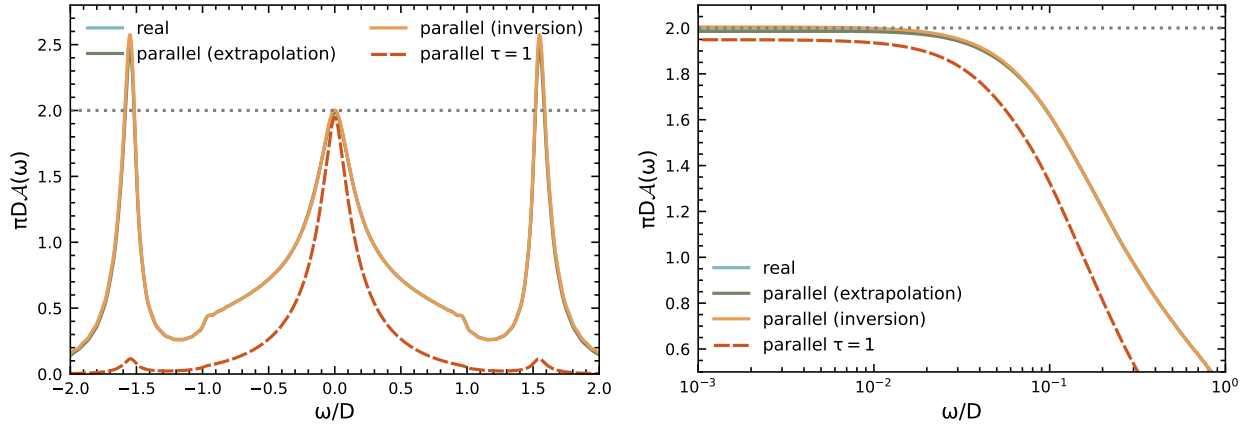 real
parallel (extrapolation)
parallel (inversion)
parallel τ = 1
πD𝒜(ω)
2.5
2.0
1.5
1.0
0.5
0.0
−2.0 −1.5 −1.0 −0.5 0.0 0.5 1.0 1.5 2.0
ω/D
πD𝒜(ω)
2.0
1.8
1.6
1.4
1.2
1.0
0.8
0.6
real
parallel (extrapolation)
parallel (inversion)
parallel τ = 1
10⁻³ 10⁻² 10⁻¹ 10⁰
ω/D